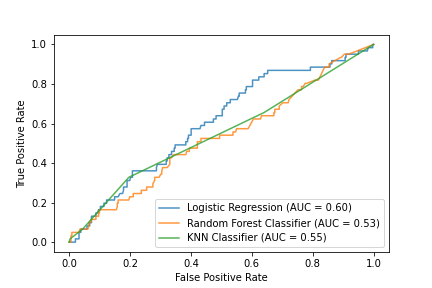 1.0
0.8
0.6
0.4
0.2
0.0
True Positive Rate
Logistic Regression (AUC = 0.60)
Random Forest Classifier (AUC = 0.53)
KNN Classifier (AUC = 0.55)
0.0 0.2 0.4 0.6 0.8 1.0
False Positive Rate